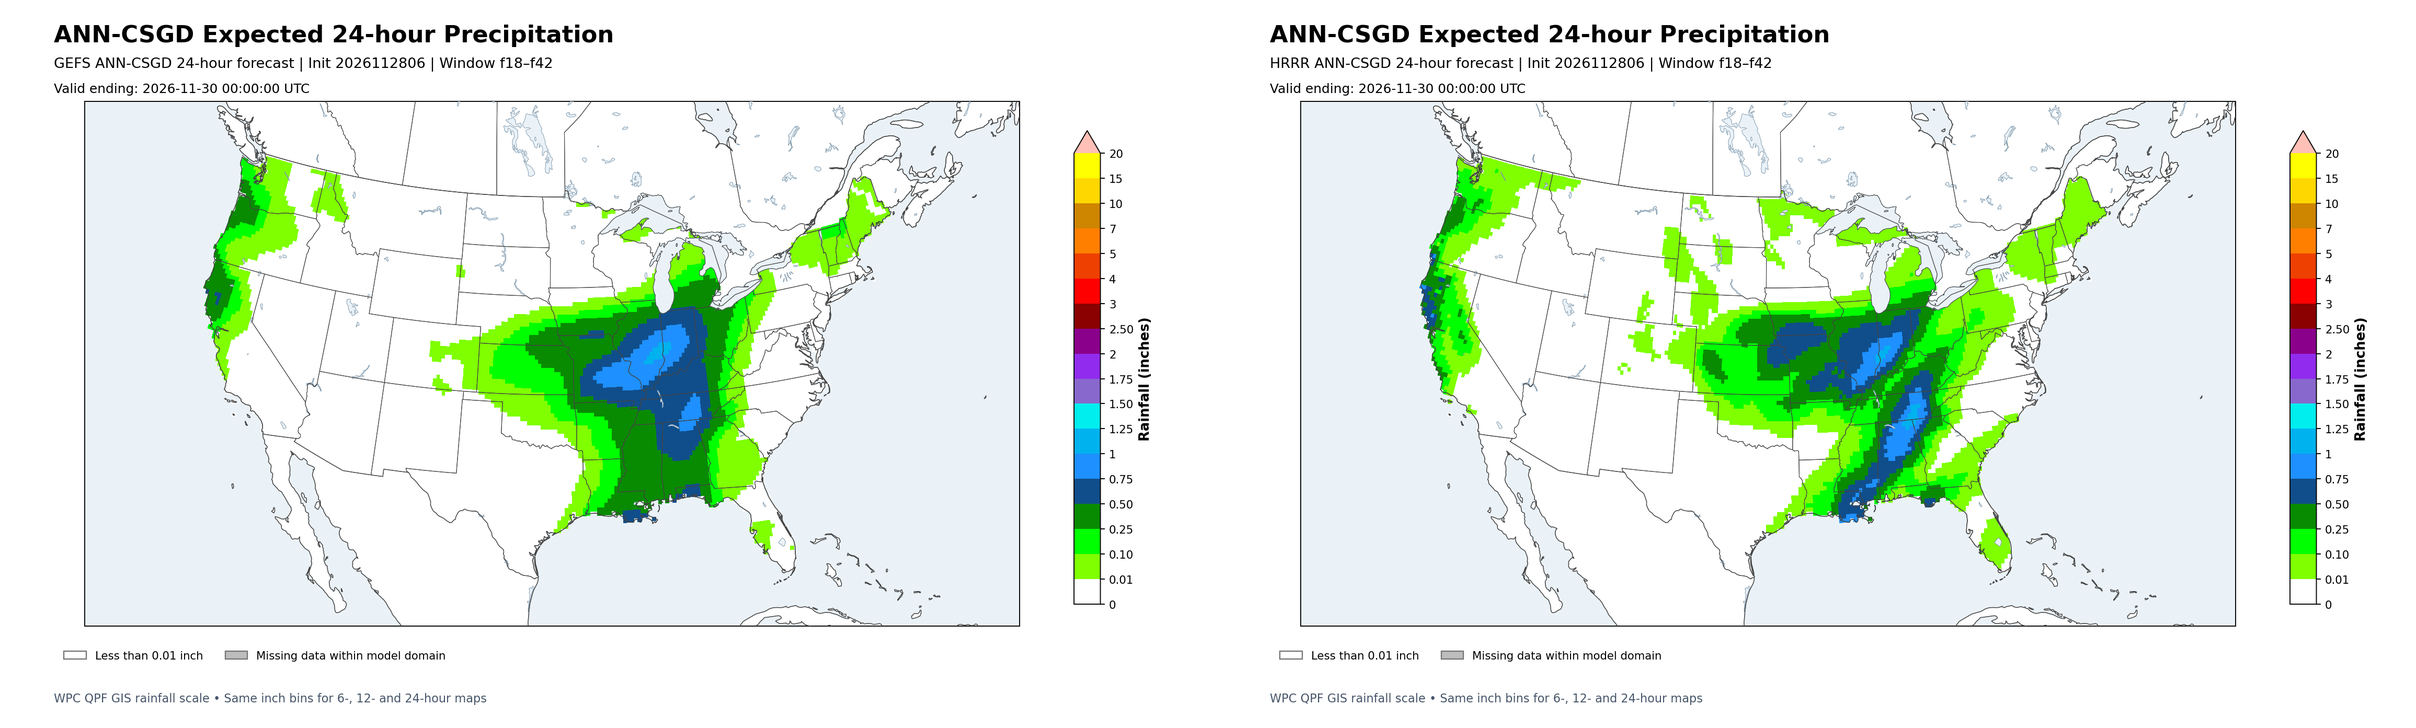 ANN-CSGD Expected 24-hour Precipitation
GEFS ANN-CSGD 24-hour forecast | Init 2026112806 | Window f18–f42
Valid ending: 2026-11-30 00:00:00 UTC
20
15
10
7
5
4
3
2.50
2
1.75
1.50
1.25
1
0.75
0.50
0.25
0.10
0.01
0
Rainfall (inches)
Less than 0.01 inch
Missing data within model domain
WPC QPF GIS rainfall scale • Same inch bins for 6-, 12- and 24-hour maps
ANN-CSGD Expected 24-hour Precipitation
HRRR ANN-CSGD 24-hour forecast | Init 2026112806 | Window f18–f42
Valid ending: 2026-11-30 00:00:00 UTC
20
15
10
7
5
4
3
2.50
2
1.75
1.50
1.25
1
0.75
0.50
0.25
0.10
0.01
0
Rainfall (inches)
Less than 0.01 inch
Missing data within model domain
WPC QPF GIS rainfall scale • Same inch bins for 6-, 12- and 24-hour maps